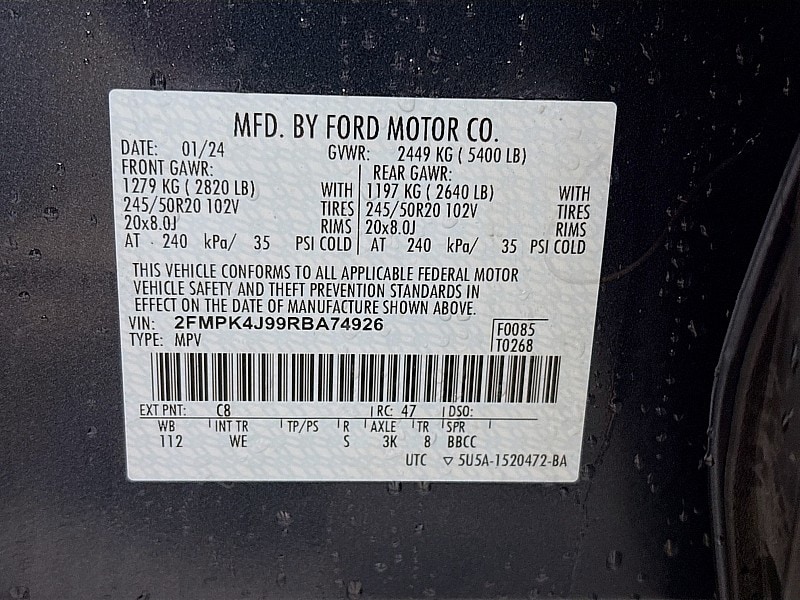 MFD. BY FORD MOTOR CO.
DATE: 01/24 GVWR: 2449 KG ( 5400 LB)
FRONT GAWR: REAR GAWR:
1279 KG ( 2820 LB) WITH 1197 KG ( 2640 LB) WITH
245/50R20 102V TIRES 245/50R20 102V TIRES
20x8.0J RIMS 20x8.0J RIMS
AT 240 kPa/ 35 PSI COLD AT 240 kPa/ 35 PSI COLD
THIS VEHICLE CONFORMS TO ALL APPLICABLE FEDERAL MOTOR
VEHICLE SAFETY AND THEFT PREVENTION STANDARDS IN
EFFECT ON THE DATE OF MANUFACTURE SHOWN ABOVE.
VIN: 2FMPK4J99RBA74926 F0085
TYPE: MPV T0268
EXT PNT: C8 RC: 47 DSO:
WB INT TR TP/PS R AXLE TR SPR
112 WE S 3K 8 BBCC
UTC ▽ 5U5A-1520472-BA